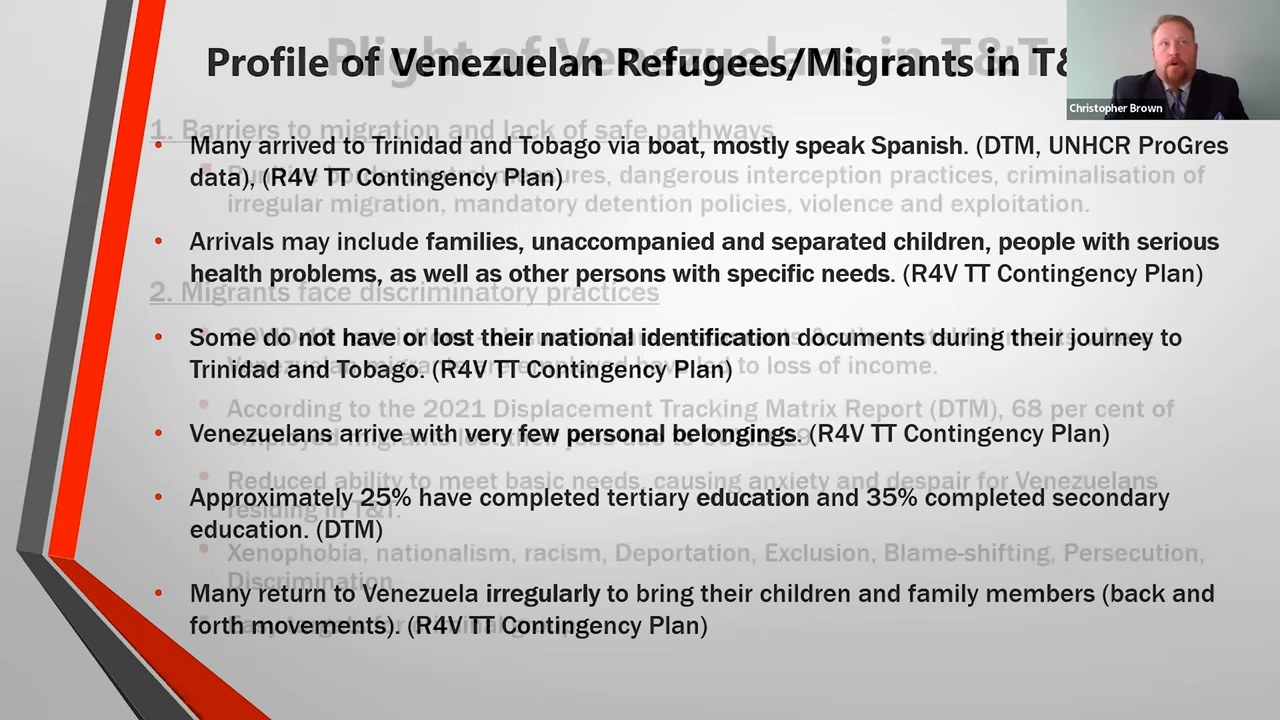 Profile of Venezuelan Refugees/Migrants in T&
Plight of Venezuelans in T&T
Christopher Brown
• Many arrived to Trinidad and Tobago via boat, mostly speak Spanish. (DTM, UNHCR ProGres
data), (R4V TT Contingency Plan)
• Arrivals may include families, unaccompanied and separated children, people with serious
health problems, as well as other persons with specific needs. (R4V TT Contingency Plan)
• Some do not have or lost their national identification documents during their journey to
Trinidad and Tobago. (R4V TT Contingency Plan)
• Venezuelans arrive with very few personal belongings. (R4V TT Contingency Plan)
• Approximately 25% have completed tertiary education and 35% completed secondary
education. (DTM)
• Many return to Venezuela irregularly to bring their children and family members (back and
forth movements). (R4V TT Contingency Plan)
1. Barriers to migration and lack of safe pathways
measures, dangerous interception practices, criminalisation of
irregular migration, mandatory detention policies, violence and exploitation.
2. Migrants face discriminatory practices
to loss of income.
• According to the 2021 Displacement Tracking Matrix Report (DTM), 68 per cent of
• Reduced ability to meet basic needs, causing anxiety and despair for Venezuelans
residing in T&T.
• Xenophobia, nationalism, racism, Deportation, Exclusion, Blame-shifting, Persecution,
Discrimination